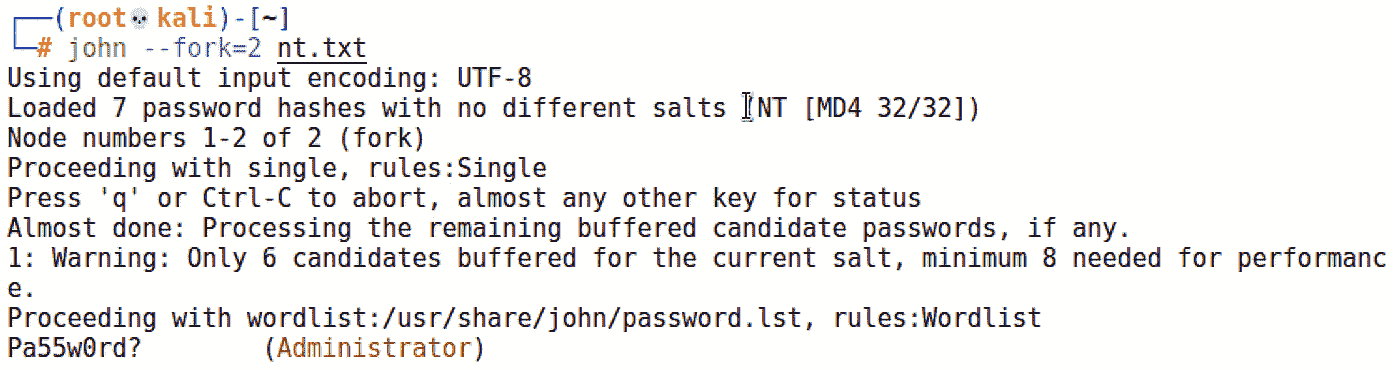 ┌──(root💀kali)-[~]
└─# john --fork=2 nt.txt
Using default input encoding: UTF-8
Loaded 7 password hashes with no different salts (NT [MD4 32/32])
Node numbers 1-2 of 2 (fork)
Proceeding with single, rules:Single
Press 'q' or Ctrl-C to abort, almost any other key for status
Almost done: Processing the remaining buffered candidate passwords, if any.
1: Warning: Only 6 candidates buffered for the current salt, minimum 8 needed for performanc
e.
Proceeding with wordlist:/usr/share/john/password.lst, rules:Wordlist
Pa55w0rd?        (Administrator)